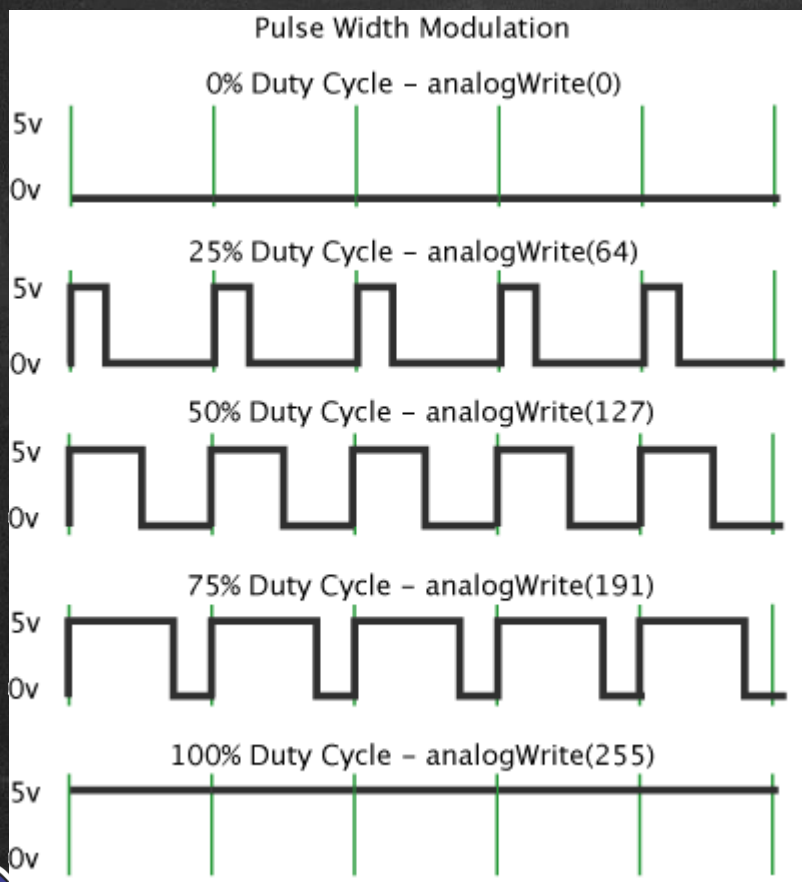 Pulse Width Modulation
0% Duty Cycle – analogWrite(0)
5v
0v
25% Duty Cycle – analogWrite(64)
5v
0v
50% Duty Cycle – analogWrite(127)
5v
0v
75% Duty Cycle – analogWrite(191)
5v
0v
100% Duty Cycle – analogWrite(255)
5v
0v